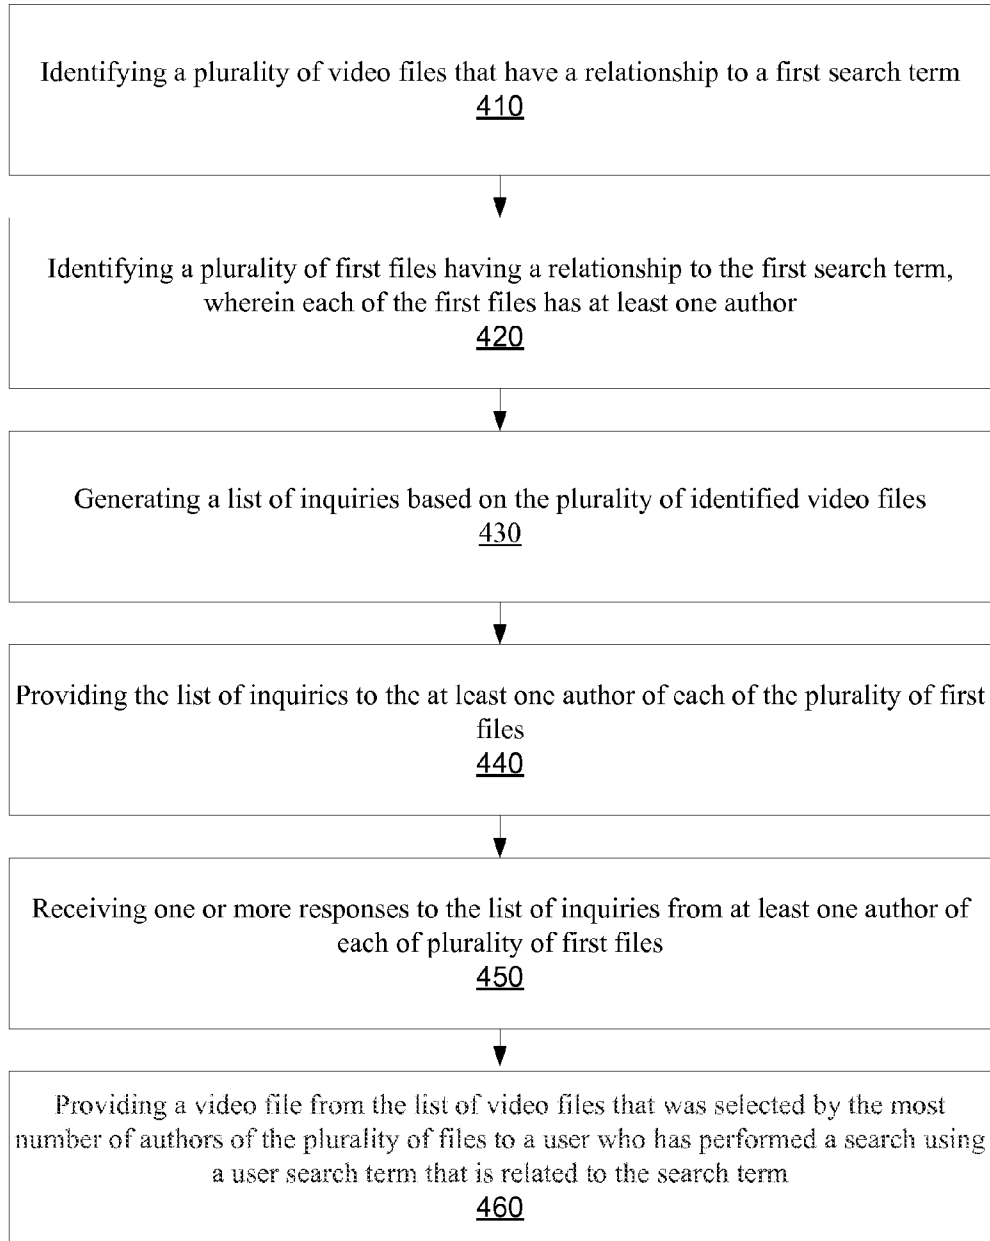 Identifying a plurality of video files that have a relationship to a first search term
410
Identifying a plurality of first files having a relationship to the first search term,
wherein each of the first files has at least one author
420
Generating a list of inquiries based on the plurality of identified video files
430
Providing the list of inquiries to the at least one author of each of the plurality of first
files
440
Receiving one or more responses to the list of inquiries from at least one author of
each of plurality of first files
450
Providing a video file from the list of video files that was selected by the most
number of authors of the plurality of files to a user who has performed a search using
a user search term that is related to the search term
460